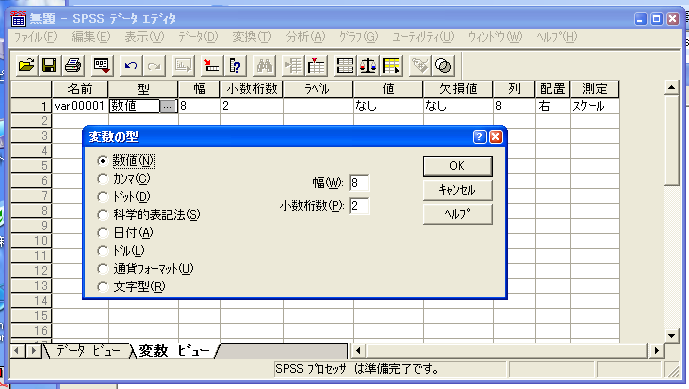 無題 - SPSS データ エディタ
ファイル(F) 編集(E) 表示(V) データ(D) 変換(T) 分析(A) グラフ(G) ユーティリティ(U) ウィンドウ(W) ヘルプ(H)
名前 型 幅 小数桁数 ラベル 値 欠損値 列 配置 測定
1 var00001 数値 ... 8 2 なし なし 8 右 スケール
2
3
変数の型
4
5
6
7
8
9
10
11
12
13
14
15
16
数値(N)
カンマ(C)
ドット(D)
科学的表記法(S)
日付(A)
ドル(L)
通貨フォーマット(U)
文字型(R)
幅(W): 8
小数桁数(P): 2
OK
キャンセル
ヘルプ
データ ビュー 変数 ビュー
SPSS プロセッサ は準備完了です。